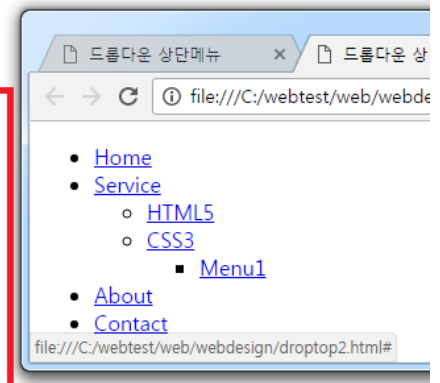 드롭다운 상단메뉴
드롭다운 상
file:///C:/webtest/web/webde
Home
Service
HTML5
CSS3
Menu1
About
Contact
file:///C:/webtest/web/webdesign/droptop2.html#